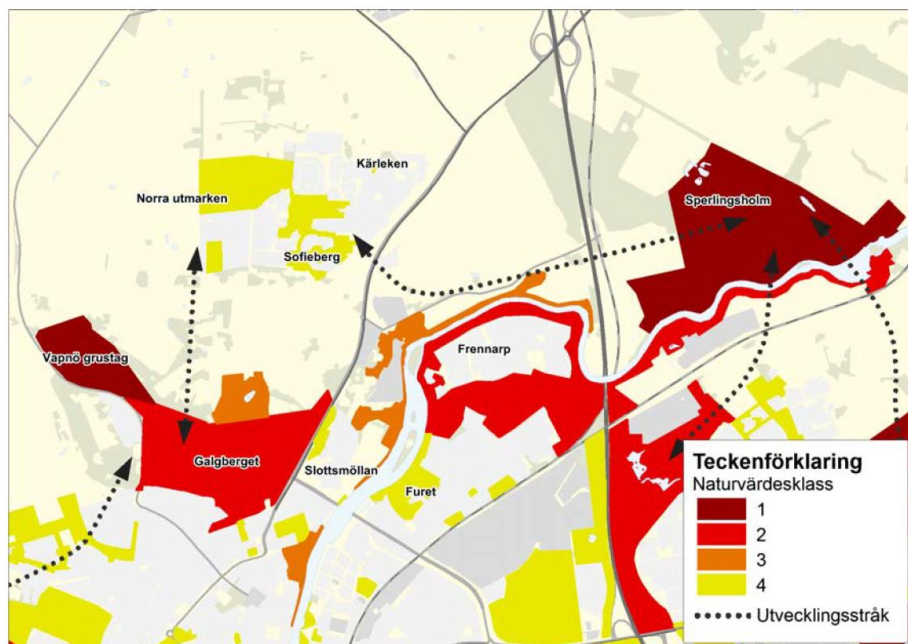 Kärleken
Norra utmarken
Sperlingsholm
Sofieberg
Vapnö grustag
Frennarp
Galgberget
Slottsmöllan
Furet
Teckenförklaring
Naturvärdesklass
1
2
3
4
Utvecklingsstråk